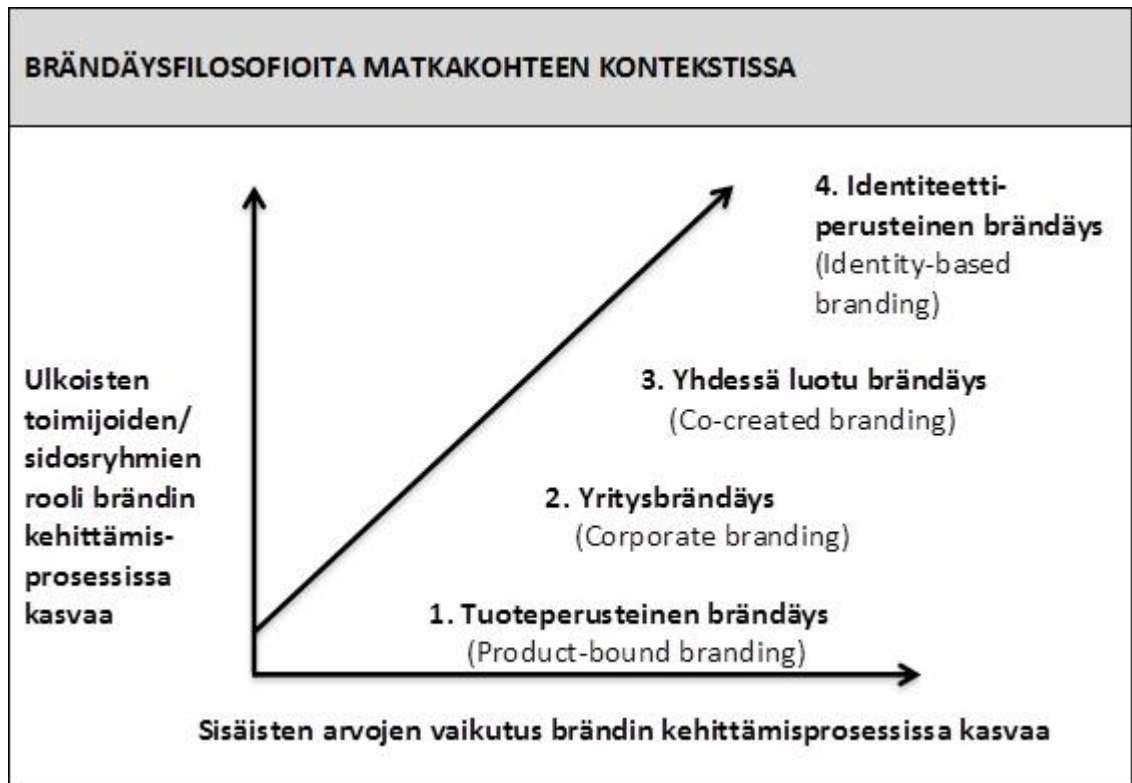 BRÄNDÄYSFILOSOFIOITA MATKAKOHTEEN KONTEKSTISSA
4. Identiteetti-
perusteinen brändäys
(Identity-based
branding)
Ulkoisten
toimijoiden/
sidosryhmien
rooli brändin
kehittämis-
prosessissa
kasvaa
3. Yhdessä luotu brändäys
(Co-created branding)
2. Yritysbrändäys
(Corporate branding)
1. Tuoteperusteinen brändäys
(Product-bound branding)
Sisäisten arvojen vaikutus brändin kehittämisprosessissa kasvaa